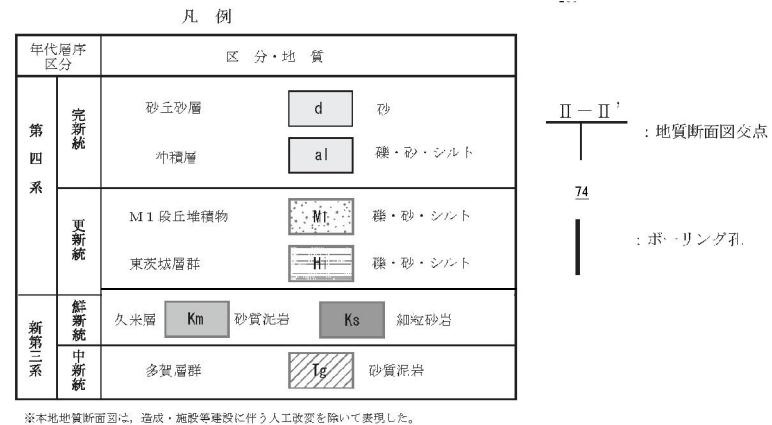 凡 例
年代層序
区分
区 分・地 質
第四系
完新統
砂丘砂層 d 砂
沖積層 al 礫・砂・シルト
更新統
M1段丘堆積物 M1 礫・砂・シルト
東茨城層群 Hi 礫・砂・シルト
新第三系
鮮新統
久米層 Km 砂質泥岩 Ks 細粒砂岩
中新統
多賀層群 Tg 砂質泥岩
※本地地質断面図は，造成・施設等建設に伴う人工改変を除いて表現した。
Ⅱ－Ⅱ'
：地質断面図交点
74
：ボーリング孔